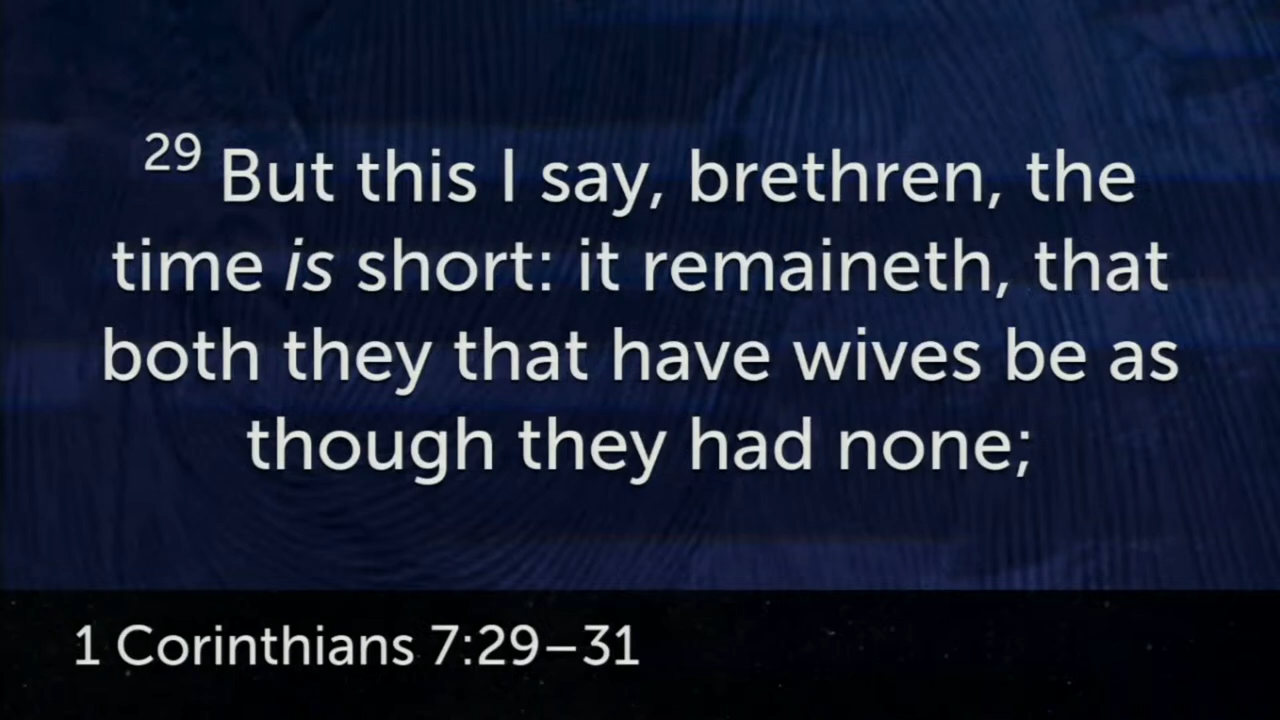 29 But this I say, brethren, the
time is short: it remaineth, that
both they that have wives be as
though they had none;
1 Corinthians 7:29–31